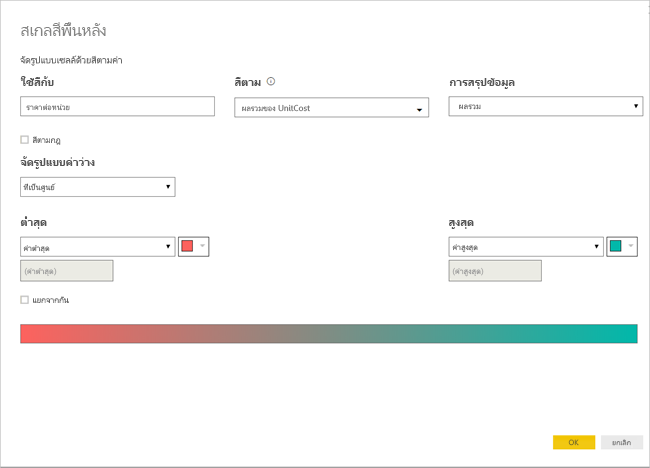 สเกลสีพื้นหลัง
จัดรูปแบบเซลล์ด้วยสีตามค่า
ใช้สีกับ
สีตาม
การสรุปข้อมูล
ราคาต่อหน่วย
ผลรวมของ UnitCost
ผลรวม
สีตามกฎ
จัดรูปแบบค่าว่าง
ที่เป็นศูนย์
ต่ำสุด
สูงสุด
ค่าต่ำสุด
ค่าสูงสุด
(ค่าต่ำสุด)
(ค่าสูงสุด)
แยกจากกัน
OK
ยกเลิก